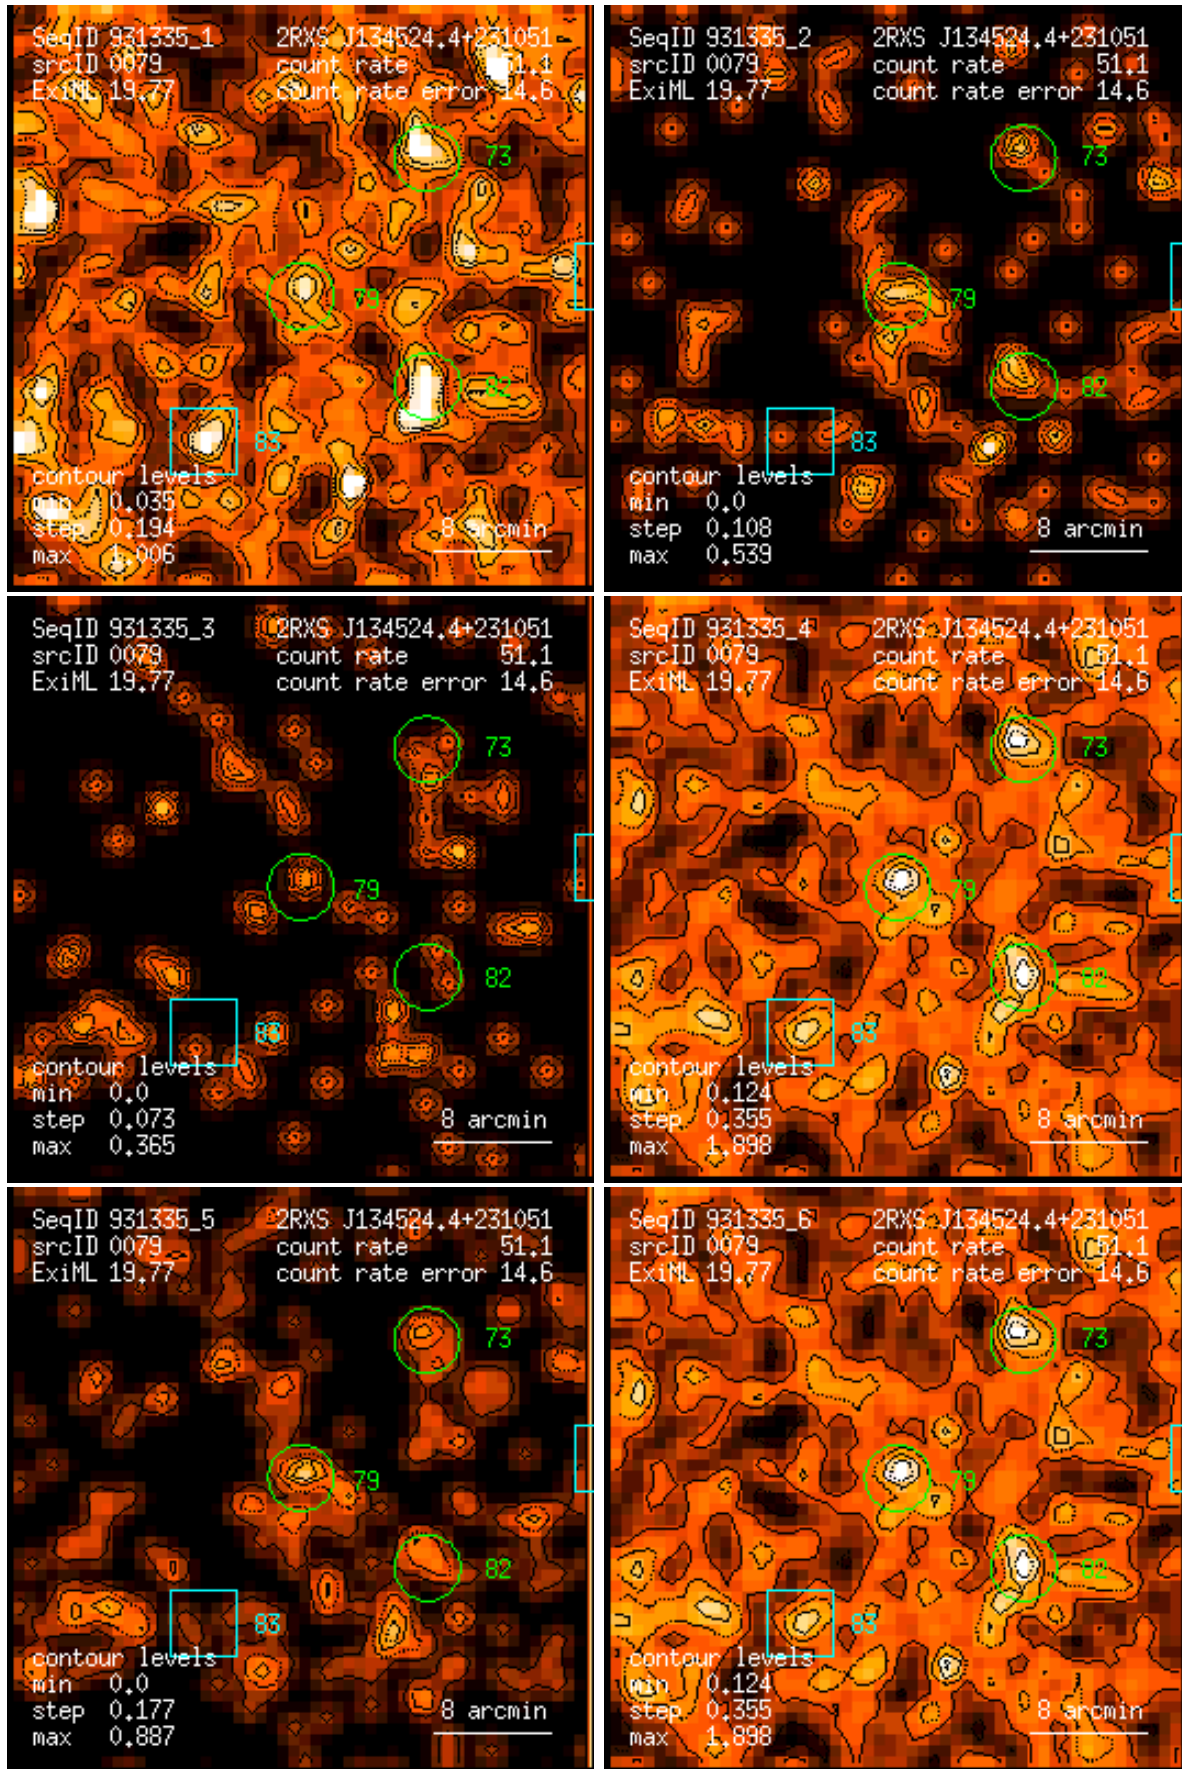 SeqID 931335_1 2RXS J134524.4+231051
srcID 0079 count rate 51.1
ExiML 19.77 count rate error 14.6
73
79
82
83
contour levels
min 0.035
step 0.194 8 arcmin
max 1.006
SeqID 931335_2 2RXS J134524.4+231051
srcID 0079 count rate 51.1
ExiML 19.77 count rate error 14.6
73
79
82
83
contour levels
min 0.0
step 0.108 8 arcmin
max 0.539
SeqID 931335_3 2RXS J134524.4+231051
srcID 0079 count rate 51.1
ExiML 19.77 count rate error 14.6
73
79
82
83
contour levels
min 0.0
step 0.073 8 arcmin
max 0.365
SeqID 931335_4 2RXS J134524.4+231051
srcID 0079 count rate 51.1
ExiML 19.77 count rate error 14.6
73
79
82
83
contour levels
min 0.124
step 0.355 8 arcmin
max 1.898
SeqID 931335_5 2RXS J134524.4+231051
srcID 0079 count rate 51.1
ExiML 19.77 count rate error 14.6
73
79
82
83
contour levels
min 0.0
step 0.177 8 arcmin
max 0.887
SeqID 931335_6 2RXS J134524.4+231051
srcID 0079 count rate 51.1
ExiML 19.77 count rate error 14.6
73
79
82
83
contour levels
min 0.124
step 0.355 8 arcmin
max 1.898